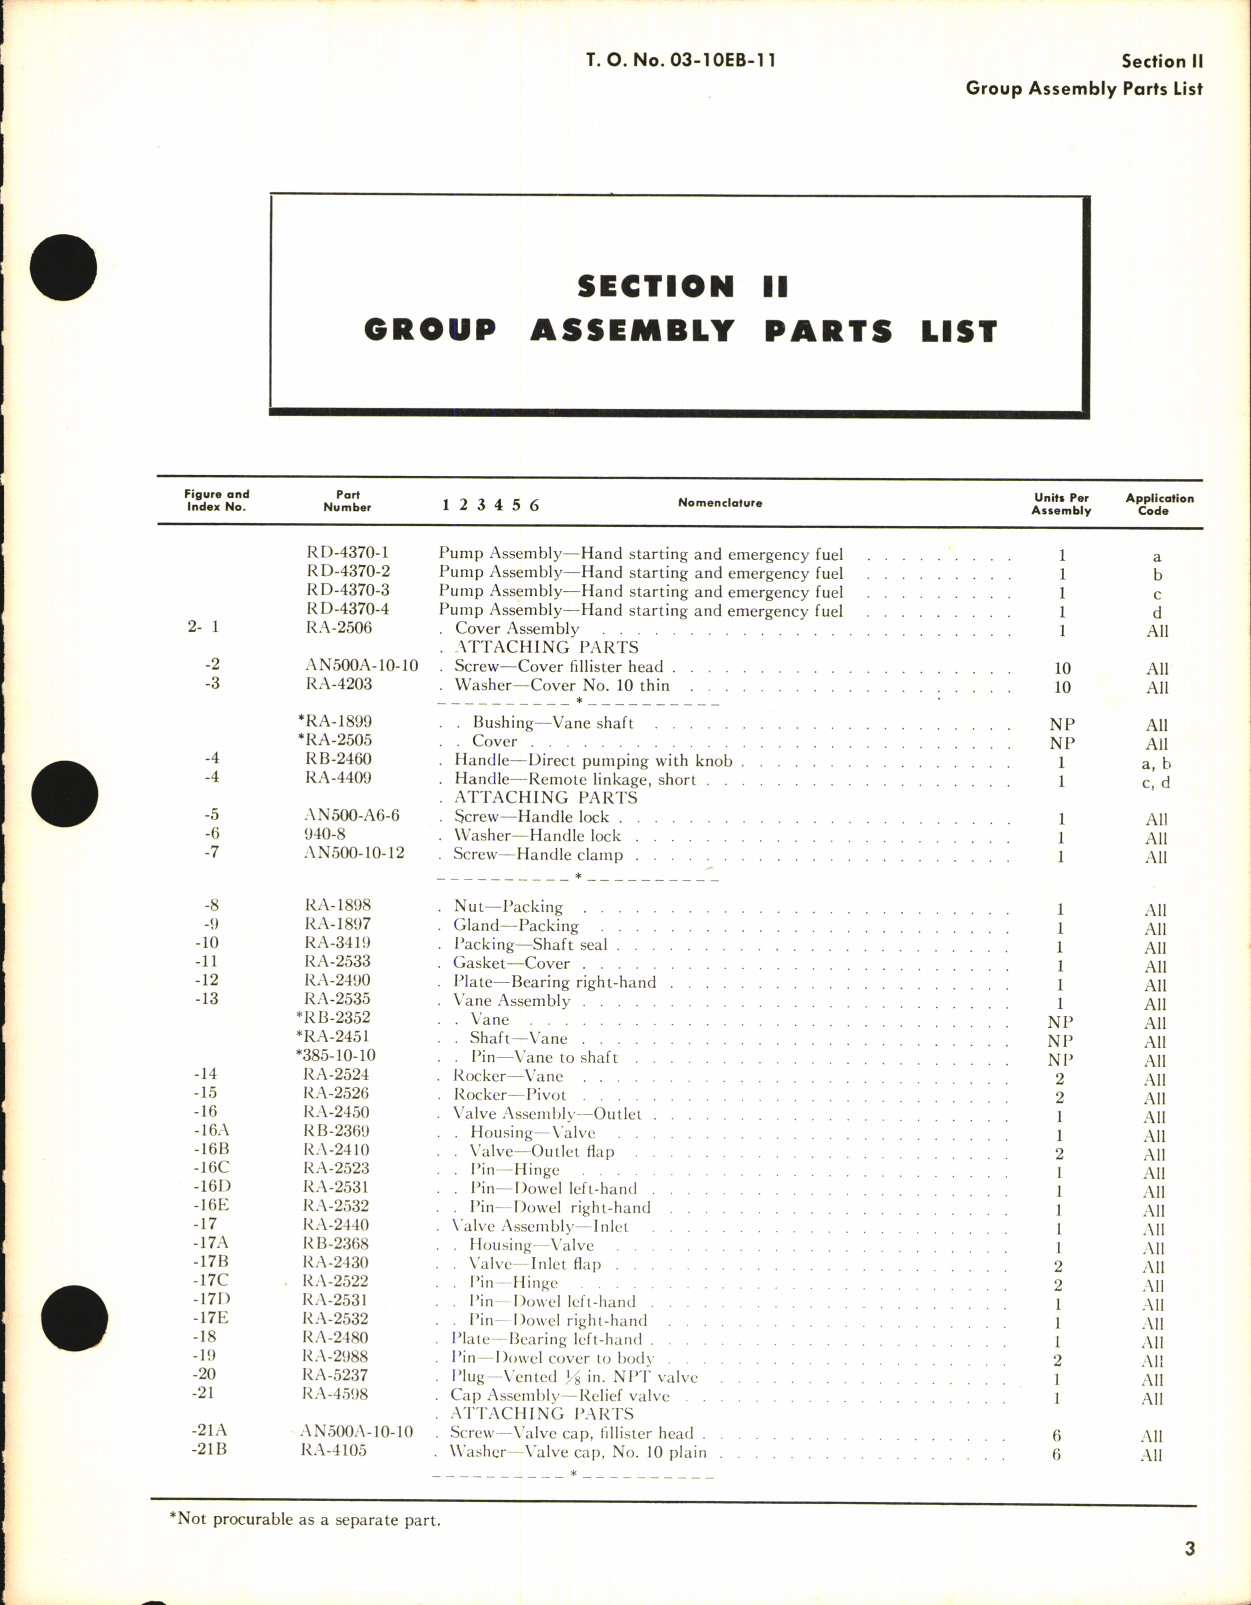 T. O. No. 03-10EB-11 Section II
Group Assembly Parts List
SECTION II
GROUP ASSEMBLY PARTS LIST
Figure and Index No. Part Number 1 2 3 4 5 6 Nomenclature Units Per Assembly Application Code
RD-4370-1 Pump Assembly—Hand starting and emergency fuel . . . . . . . . . 1 a
RD-4370-2 Pump Assembly—Hand starting and emergency fuel . . . . . . . . . 1 b
RD-4370-3 Pump Assembly—Hand starting and emergency fuel . . . . . . . . . 1 c
RD-4370-4 Pump Assembly—Hand starting and emergency fuel . . . . . . . . . 1 d
2- 1 RA-2506 . Cover Assembly . . . . . . . . . 1 All
. ATTACHING PARTS
-2 AN500A-10-10 . Screw—Cover fillister head . . . . . . . . . 10 All
-3 RA-4203 . Washer—Cover No. 10 thin . . . . . . . . . 10 All
– – – – – – – – – – * – – – – – – – – – –
*RA-1899 . . Bushing—Vane shaft . . . . . . . . . NP All
*RA-2505 . . Cover . . . . . . . . . NP All
-4 RB-2460 . Handle—Direct pumping with knob . . . . . . . . . 1 a, b
-4 RA-4409 . Handle—Remote linkage, short . . . . . . . . . 1 c, d
. ATTACHING PARTS
-5 AN500-A6-6 . Screw—Handle lock . . . . . . . . . 1 All
-6 940-8 . Washer—Handle lock . . . . . . . . . 1 All
-7 AN500-10-12 . Screw—Handle clamp . . . . . . . . . 1 All
– – – – – – – – – – * – – – – – – – – – –
-8 RA-1898 . Nut—Packing . . . . . . . . . 1 All
-9 RA-1897 . Gland—Packing . . . . . . . . . 1 All
-10 RA-3419 . Packing—Shaft seal . . . . . . . . . 1 All
-11 RA-2533 . Gasket—Cover . . . . . . . . . 1 All
-12 RA-2490 . Plate—Bearing right-hand . . . . . . . . . 1 All
-13 RA-2535 . Vane Assembly . . . . . . . . . 1 All
*RB-2352 . . Vane . . . . . . . . . NP All
*RA-2451 . . Shaft—Vane . . . . . . . . . NP All
*385-10-10 . . Pin—Vane to shaft . . . . . . . . . NP All
-14 RA-2524 . Rocker—Vane . . . . . . . . . 2 All
-15 RA-2526 . Rocker—Pivot . . . . . . . . . 2 All
-16 RA-2450 . Valve Assembly—Outlet . . . . . . . . . 1 All
-16A RB-2369 . . Housing—Valve . . . . . . . . . 1 All
-16B RA-2410 . . Valve—Outlet flap . . . . . . . . . 2 All
-16C RA-2523 . . Pin—Hinge . . . . . . . . . 1 All
-16D RA-2531 . . Pin—Dowel left-hand . . . . . . . . . 1 All
-16E RA-2532 . . Pin—Dowel right-hand . . . . . . . . . 1 All
-17 RA-2440 . Valve Assembly—Inlet . . . . . . . . . 1 All
-17A RB-2368 . . Housing—Valve . . . . . . . . . 1 All
-17B RA-2430 . . Valve—Inlet flap . . . . . . . . . 2 All
-17C RA-2522 . . Pin—Hinge . . . . . . . . . 2 All
-17D RA-2531 . . Pin—Dowel left-hand . . . . . . . . . 1 All
-17E RA-2532 . . Pin—Dowel right-hand . . . . . . . . . 1 All
-18 RA-2480 . Plate—Bearing left-hand . . . . . . . . . 1 All
-19 RA-2988 . Pin—Dowel cover to body . . . . . . . . . 2 All
-20 RA-5237 . Plug—Vented ⅛ in. NPT valve . . . . . . . . . 1 All
-21 RA-4598 . Cap Assembly—Relief valve . . . . . . . . . 1 All
. ATTACHING PARTS
-21A AN500A-10-10 . Screw—Valve cap, fillister head . . . . . . . . . 6 All
-21B RA-4105 . Washer—Valve cap, No. 10 plain . . . . . . . . . 6 All
– – – – – – – – – – * – – – – – – – – – –
*Not procurable as a separate part.
3